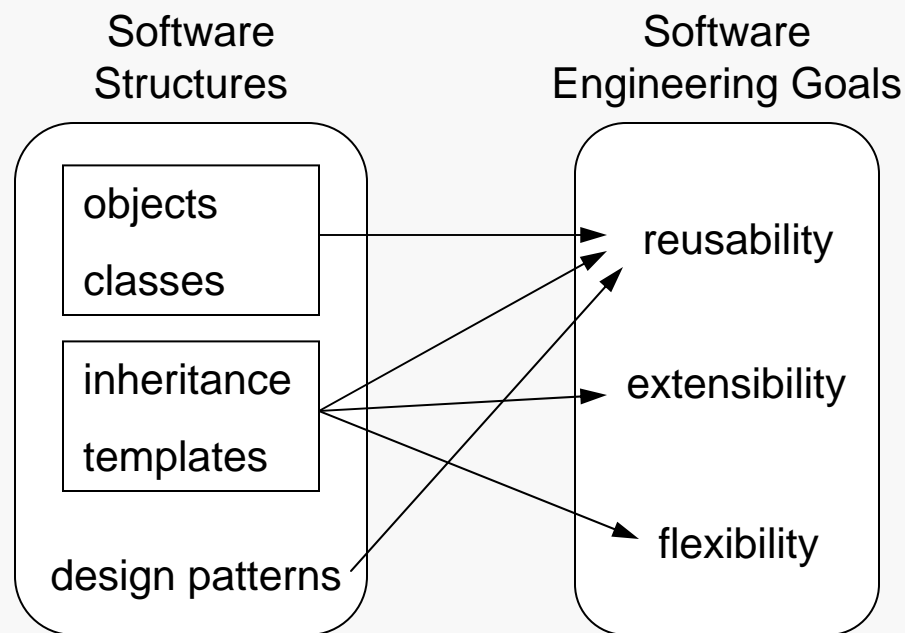 Software
Structures
Software
Engineering Goals
objects
classes
inheritance
templates
design patterns
reusability
extensibility
flexibility